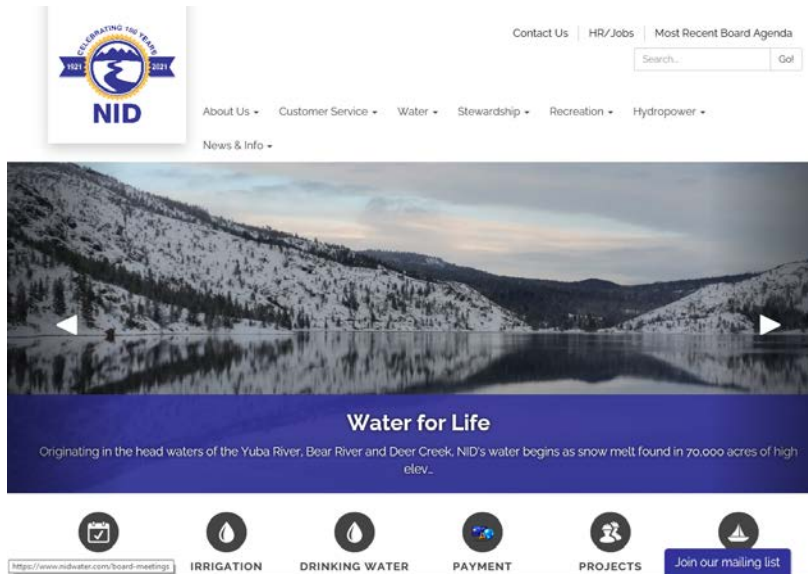 CELEBRATING 100 YEARS
1921 2021
NID
Contact Us HR/Jobs Most Recent Board Agenda
Search... Go!
About Us Customer Service Water Stewardship Recreation Hydropower
News & Info
Water for Life
Originating in the head waters of the Yuba River, Bear River and Deer Creek, NID's water begins as snow melt found in 70,000 acres of high
elev...
IRRIGATION DRINKING WATER PAYMENT PROJECTS
Join our mailing list
https://www.nidwater.com/board-meetings